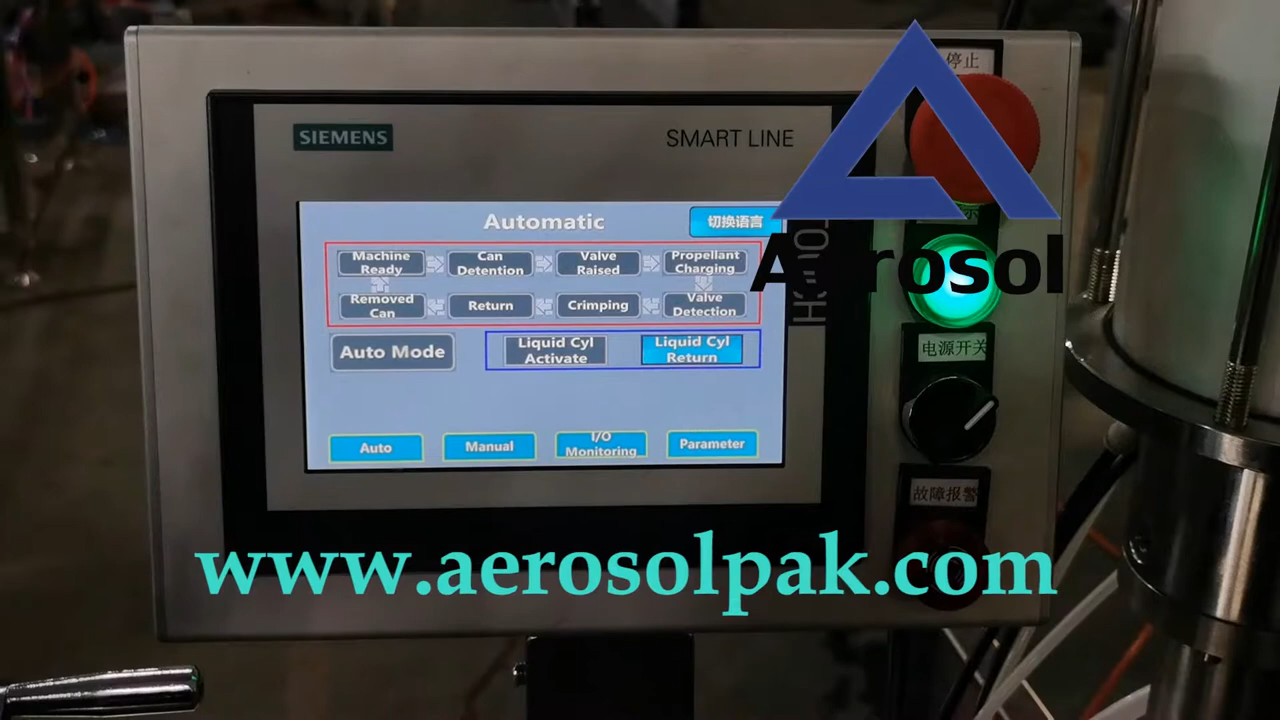 SIEMENS
SMART LINE
停止
Automatic
切换语言
Machine
Ready
Can
Detention
Valve
Raised
Propellant
Charging
Removed
Can
Return
Crimping
Valve
Detection
Auto Mode
Liquid Cyl
Activate
Liquid Cyl
Return
Auto
Manual
I/O
Monitoring
Parameter
TOUCH
Aerosol
电源开关
故障报警
www.aerosolpak.com